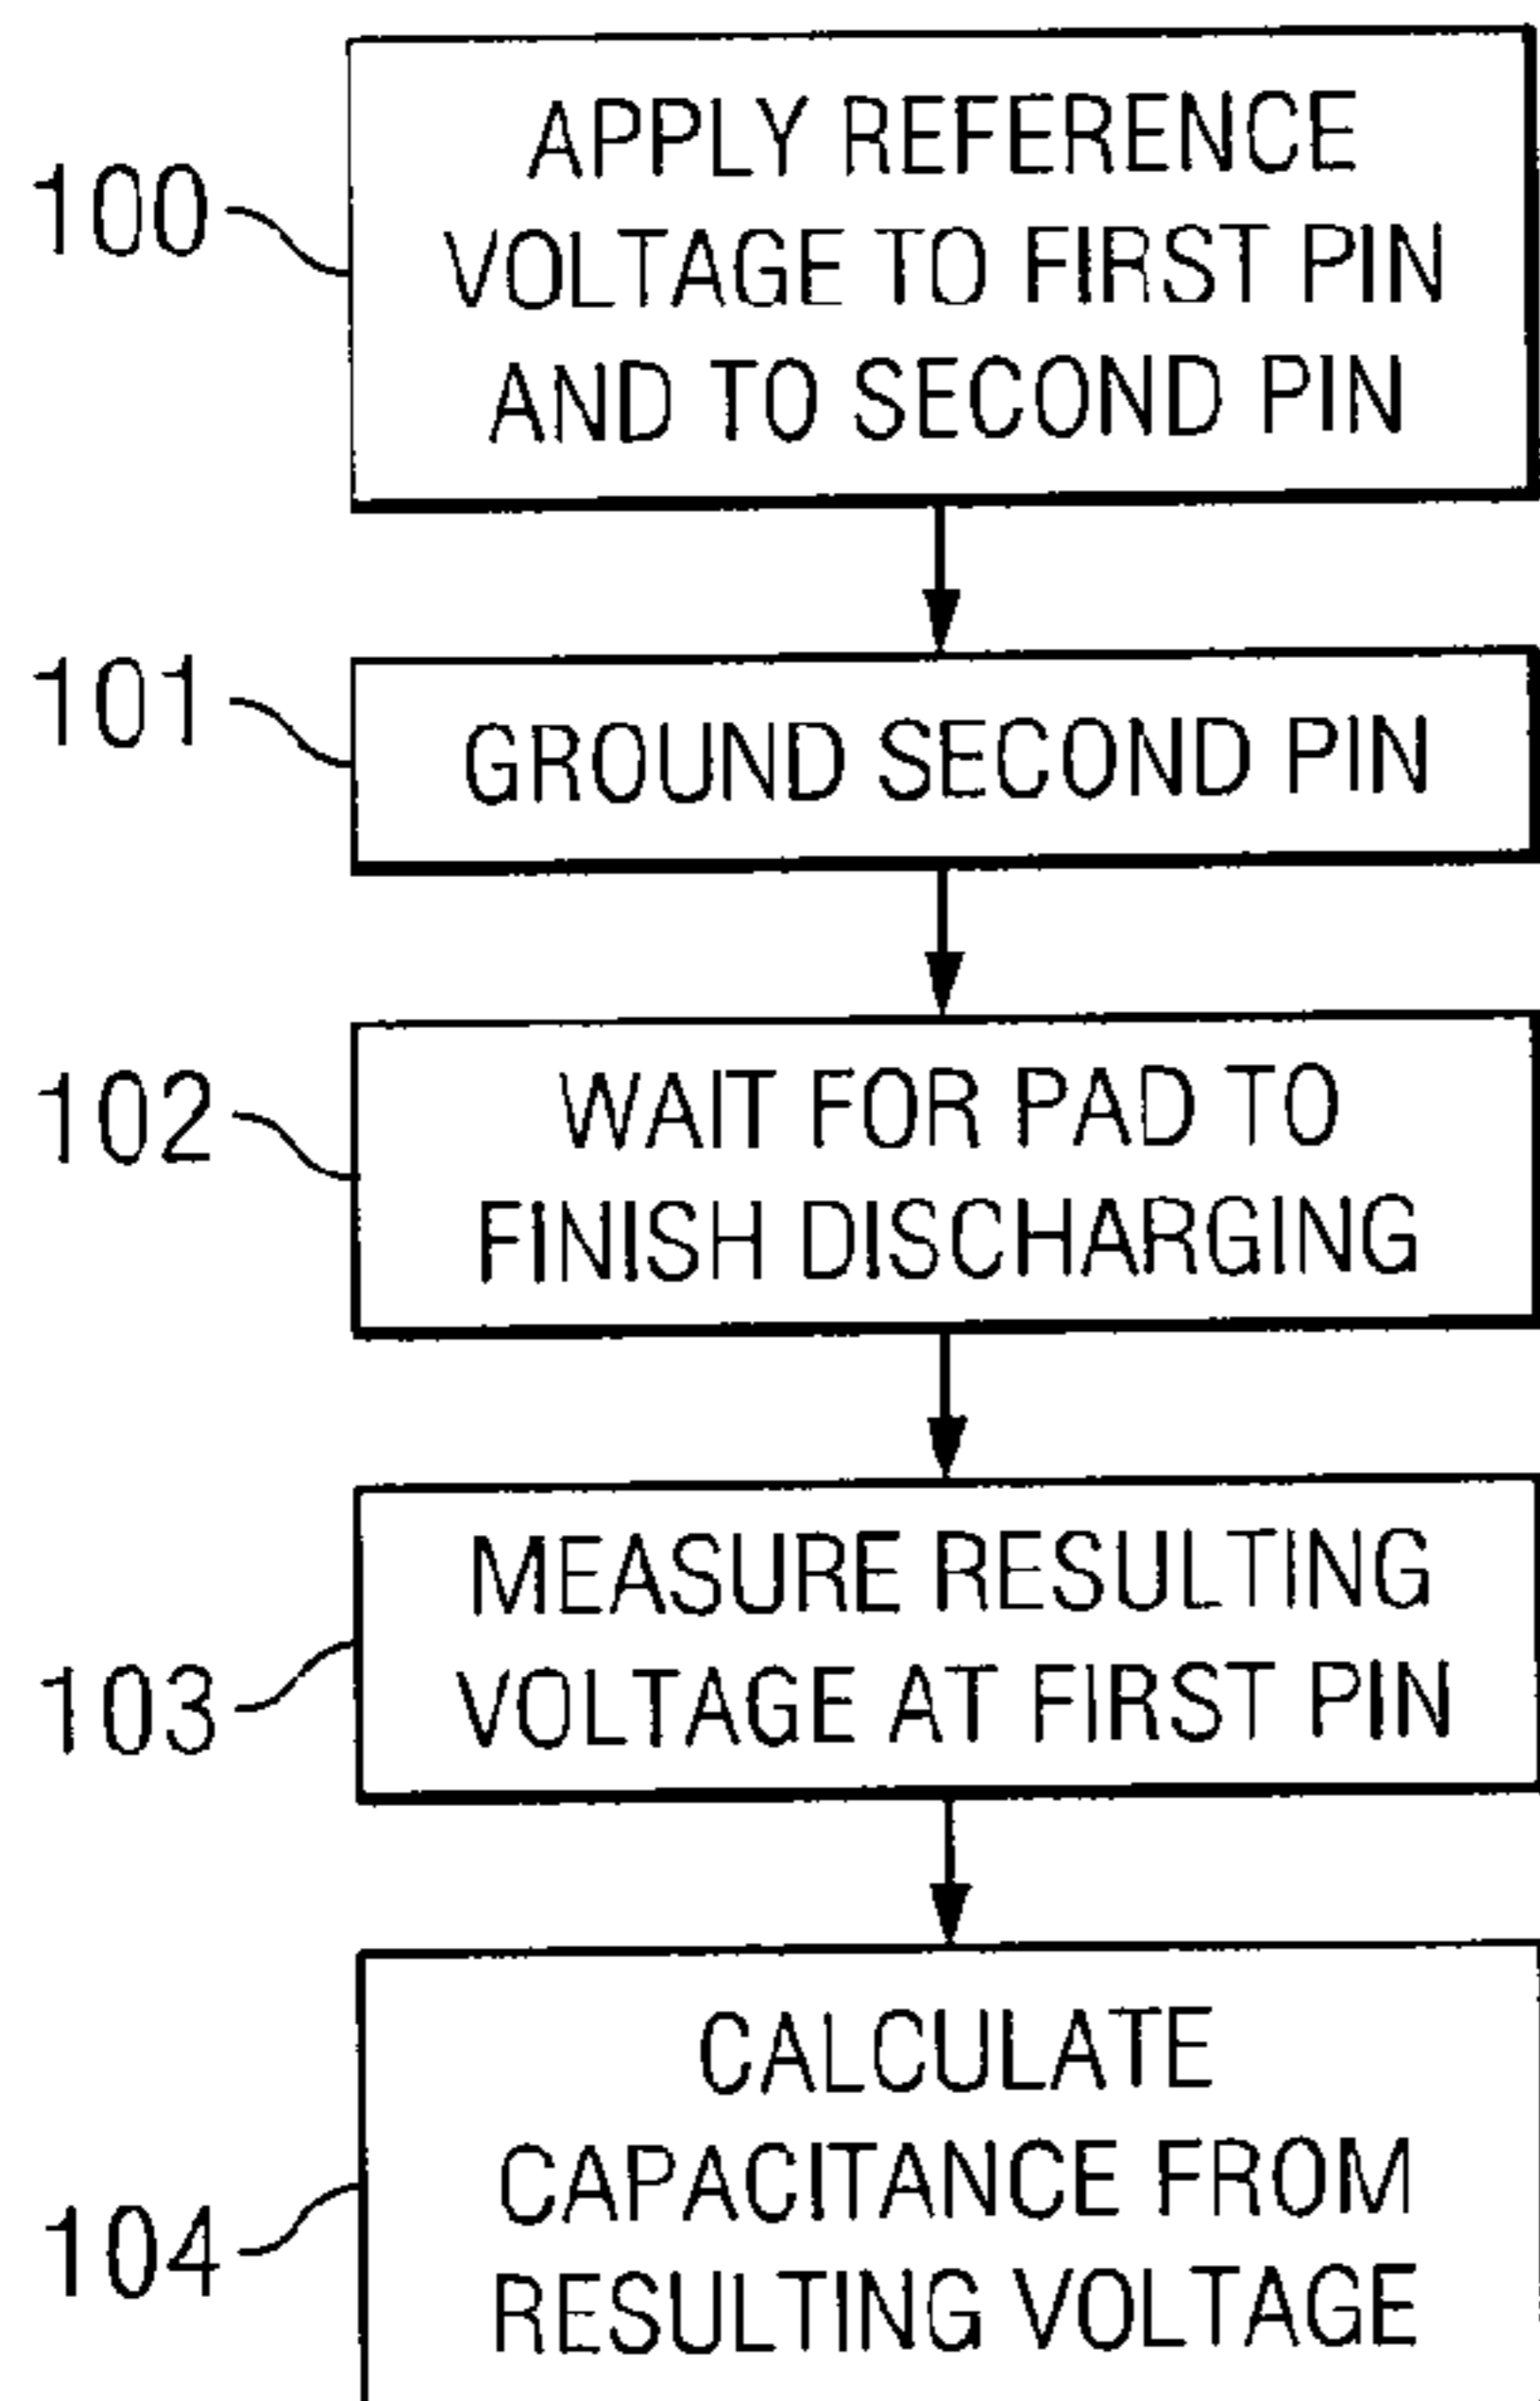 100
APPLY REFERENCE
VOLTAGE TO FIRST PIN
AND TO SECOND PIN
101
GROUND SECOND PIN
102
WAIT FOR PAD TO
FINISH DISCHARGING
103
MEASURE RESULTING
VOLTAGE AT FIRST PIN
104
CALCULATE
CAPACITANCE FROM
RESULTING VOLTAGE